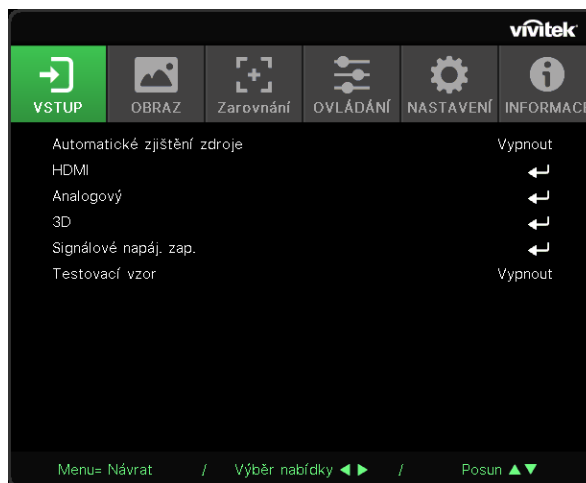 vivitek
VSTUP OBRAZ Zarovnání OVLÁDÁNÍ NASTAVENÍ INFORMACI
Automatické zjištění zdroje Vypnout
HDMI
Analogový
3D
Signálové napáj. zap.
Testovací vzor Vypnout
Menu= Návrat / Výběr nabídky ◀ ▶ / Posun ▲▼